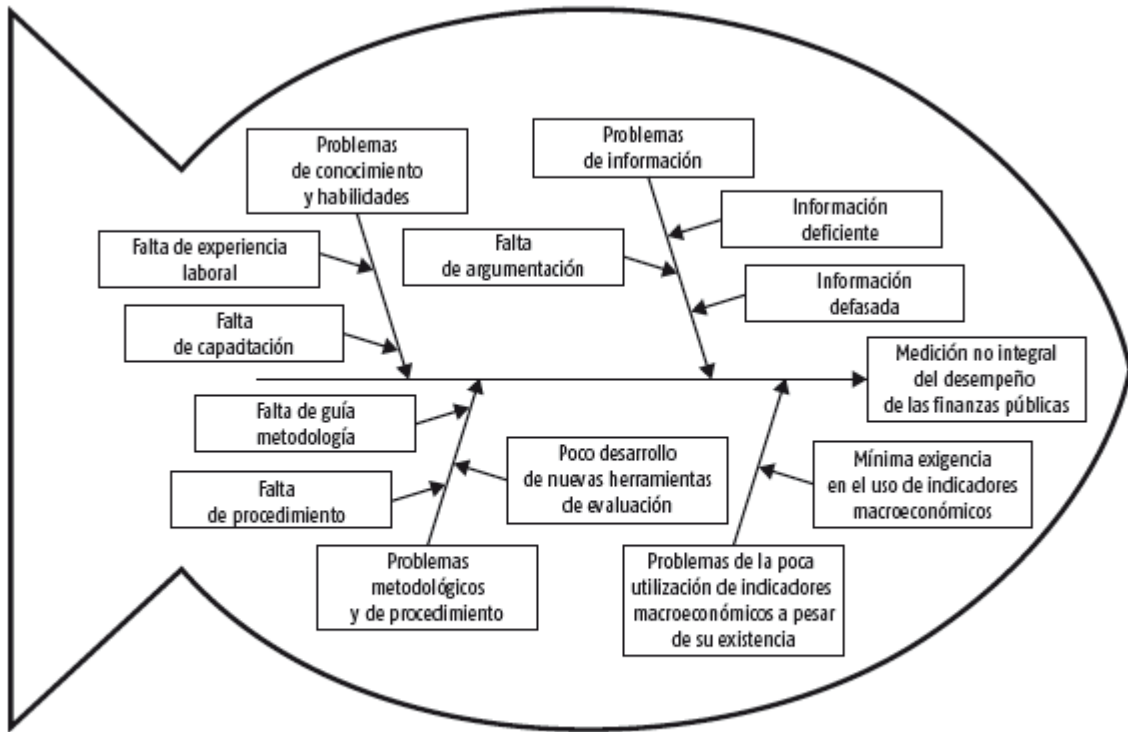 Problemas
de conocimiento
y habilidades
Problemas
de información
Información
deficiente
Falta de experiencia
laboral
Falta
de argumentación
Información
defasada
Falta
de capacitación
Medición no integral
del desempeño
de las finanzas públicas
Falta de guía
metodología
Poco desarrollo
de nuevas herramientas
de evaluación
Mínima exigencia
en el uso de indicadores
macroeconómicos
Falta
de procedimiento
Problemas
metodológicos
y de procedimiento
Problemas de la poca
utilización de indicadores
macroeconómicos a pesar
de su existencia